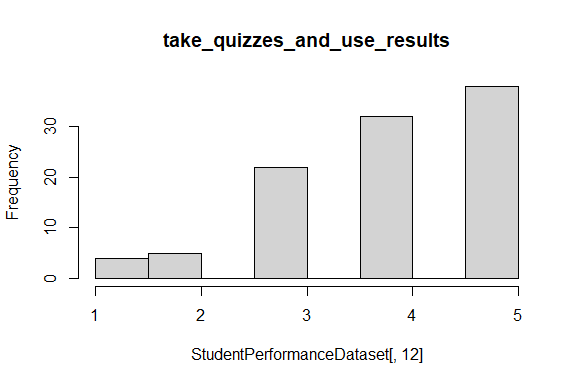 take_quizzes_and_use_results
Frequency
30
20
10
0
1 2 3 4 5
StudentPerformanceDataset[, 12]